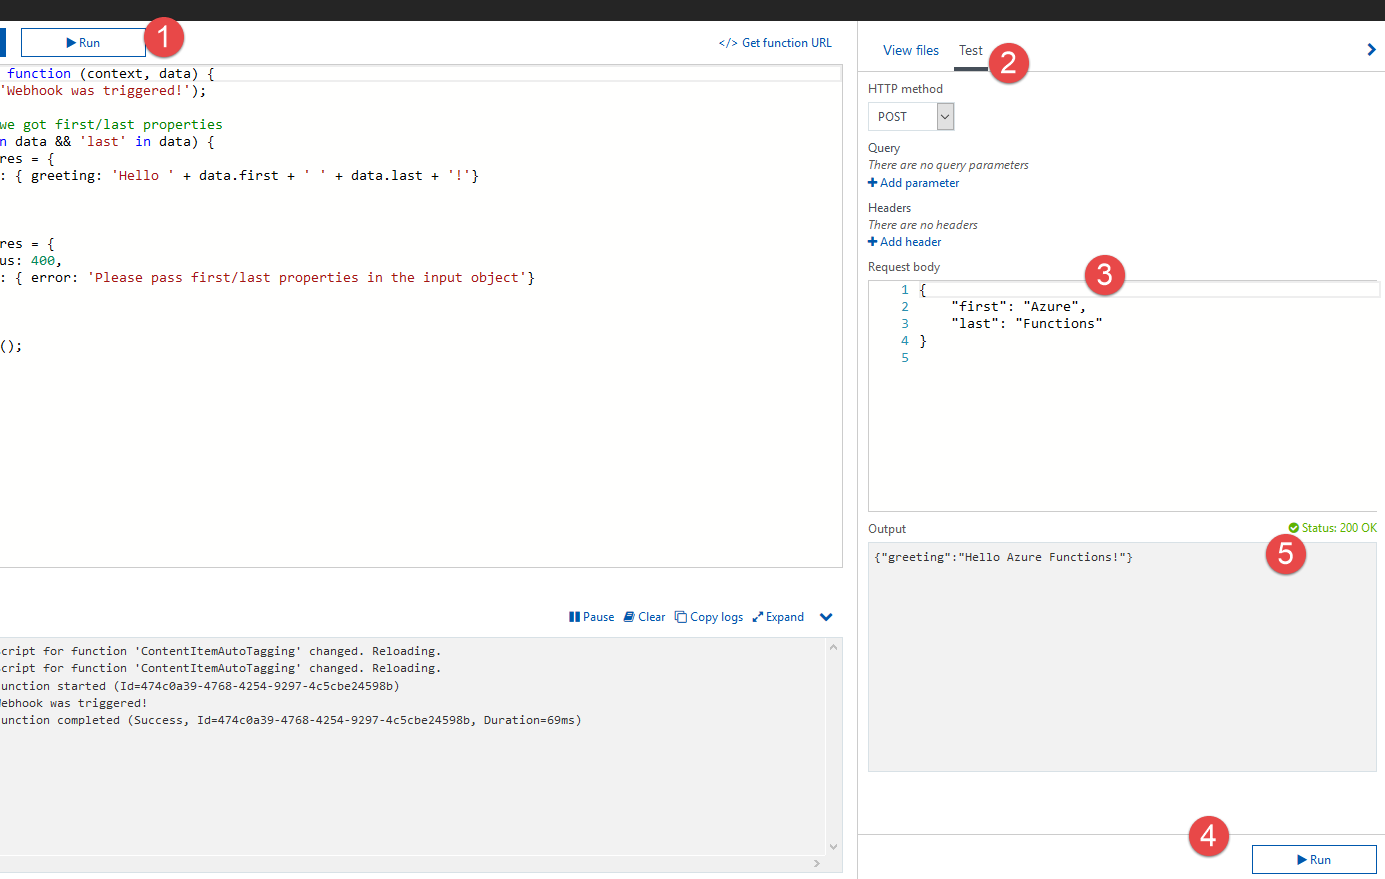 Run
1
</> Get function URL
function (context, data) {
'Webhook was triggered!');
we got first/last properties
n data && 'last' in data) {
res = {
: { greeting: 'Hello ' + data.first + ' ' + data.last + '!'}
res = {
us: 400,
: { error: 'Please pass first/last properties in the input object'}
();
Pause Clear Copy logs Expand
cript for function 'ContentItemAutoTagging' changed. Reloading.
cript for function 'ContentItemAutoTagging' changed. Reloading.
unction started (Id=474c0a39-4768-4254-9297-4c5cbe24598b)
Webhook was triggered!
unction completed (Success, Id=474c0a39-4768-4254-9297-4c5cbe24598b, Duration=69ms)
View files Test
2
HTTP method
POST
Query
There are no query parameters
Add parameter
Headers
There are no headers
Add header
Request body
3
1 {
2 "first": "Azure",
3 "last": "Functions"
4 }
5
Output
Status: 200 OK
5
{"greeting":"Hello Azure Functions!"}
4
Run